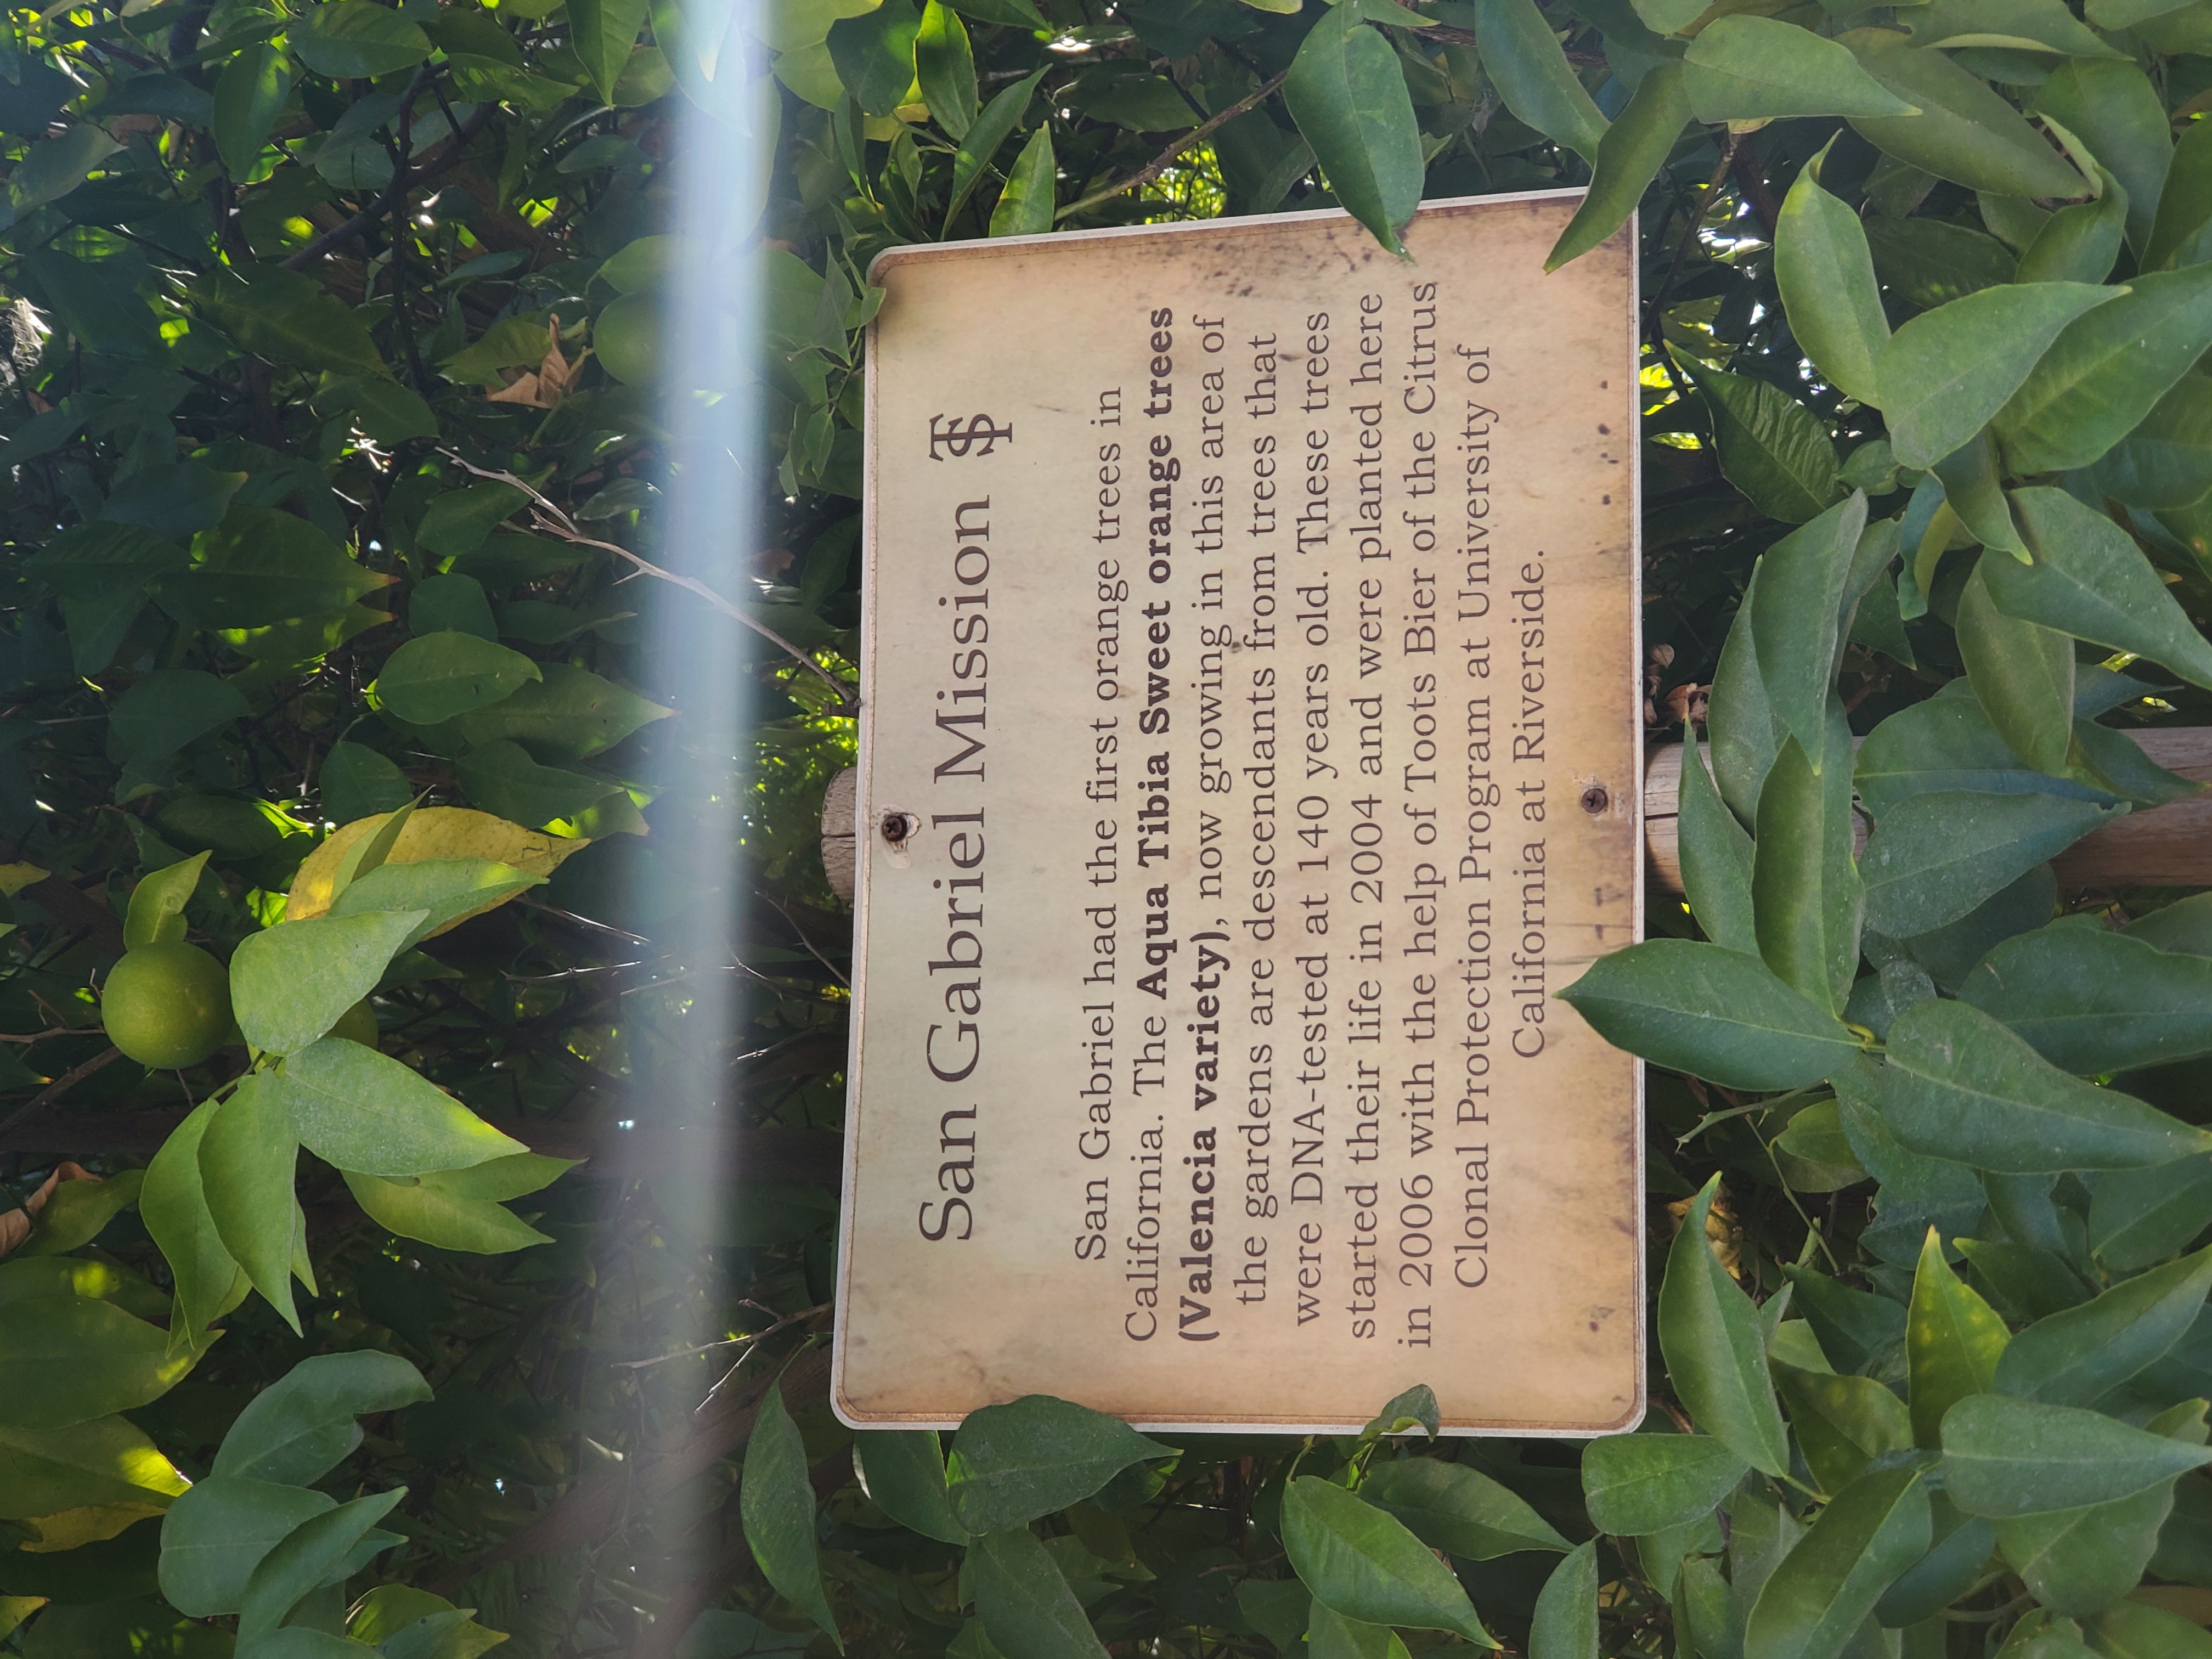 San Gabriel Mission
San Gabriel had the first orange trees in
California. The Aqua Tibia Sweet orange trees
(Valencia variety), now growing in this area of
the gardens are descendants from trees that
were DNA-tested at 140 years old. These trees
started their life in 2004 and were planted here
in 2006 with the help of Toots Bier of the Citrus
Clonal Protection Program at University of
California at Riverside.